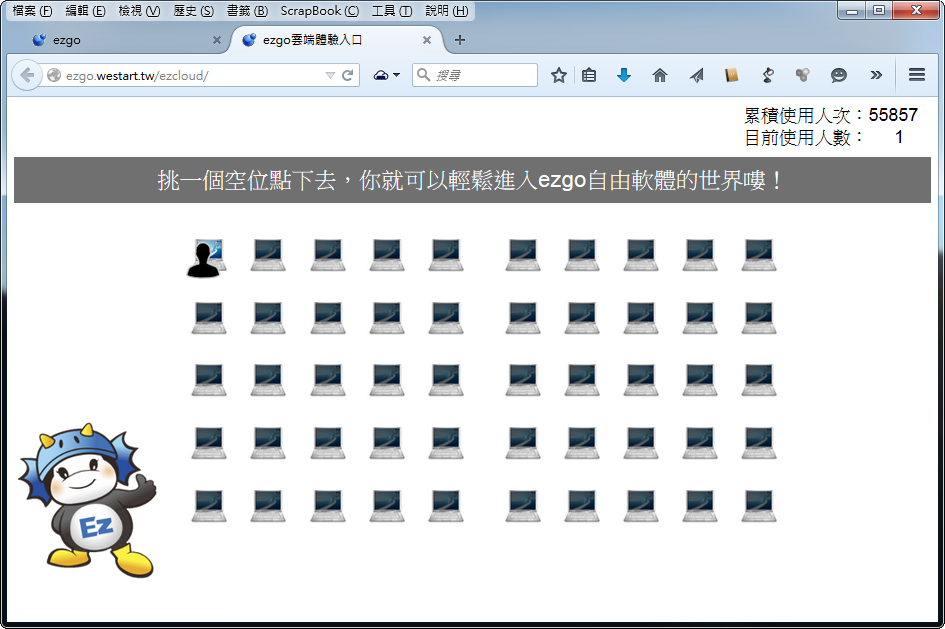 檔案 (F) 編輯 (E) 檢視 (V) 歷史 (S) 書籤 (B) ScrapBook (C) 工具 (T) 說明 (H)
ezgo
ezgo雲端體驗入口
ezgo.westart.tw/ezcloud/
搜尋
累積使用人次：55857
目前使用人數： 1
挑一個空位點下去，你就可以輕鬆進入ezgo自由軟體的世界嘍！
Ez